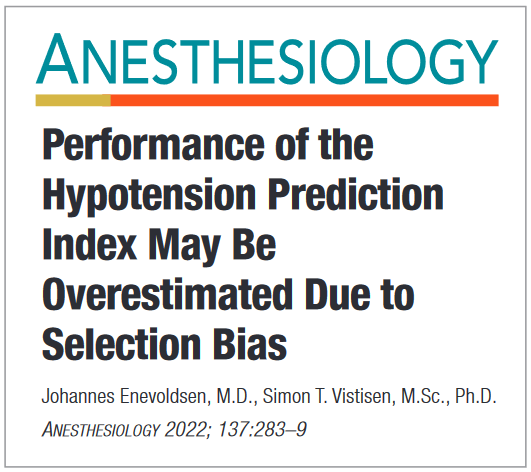 ANESTHESIOLOGY
Performance of the
Hypotension Prediction
Index May Be
Overestimated Due to
Selection Bias
Johannes Enevoldsen, M.D., Simon T. Vistisen, M.Sc., Ph.D.
ANESTHESIOLOGY 2022; 137:283–9